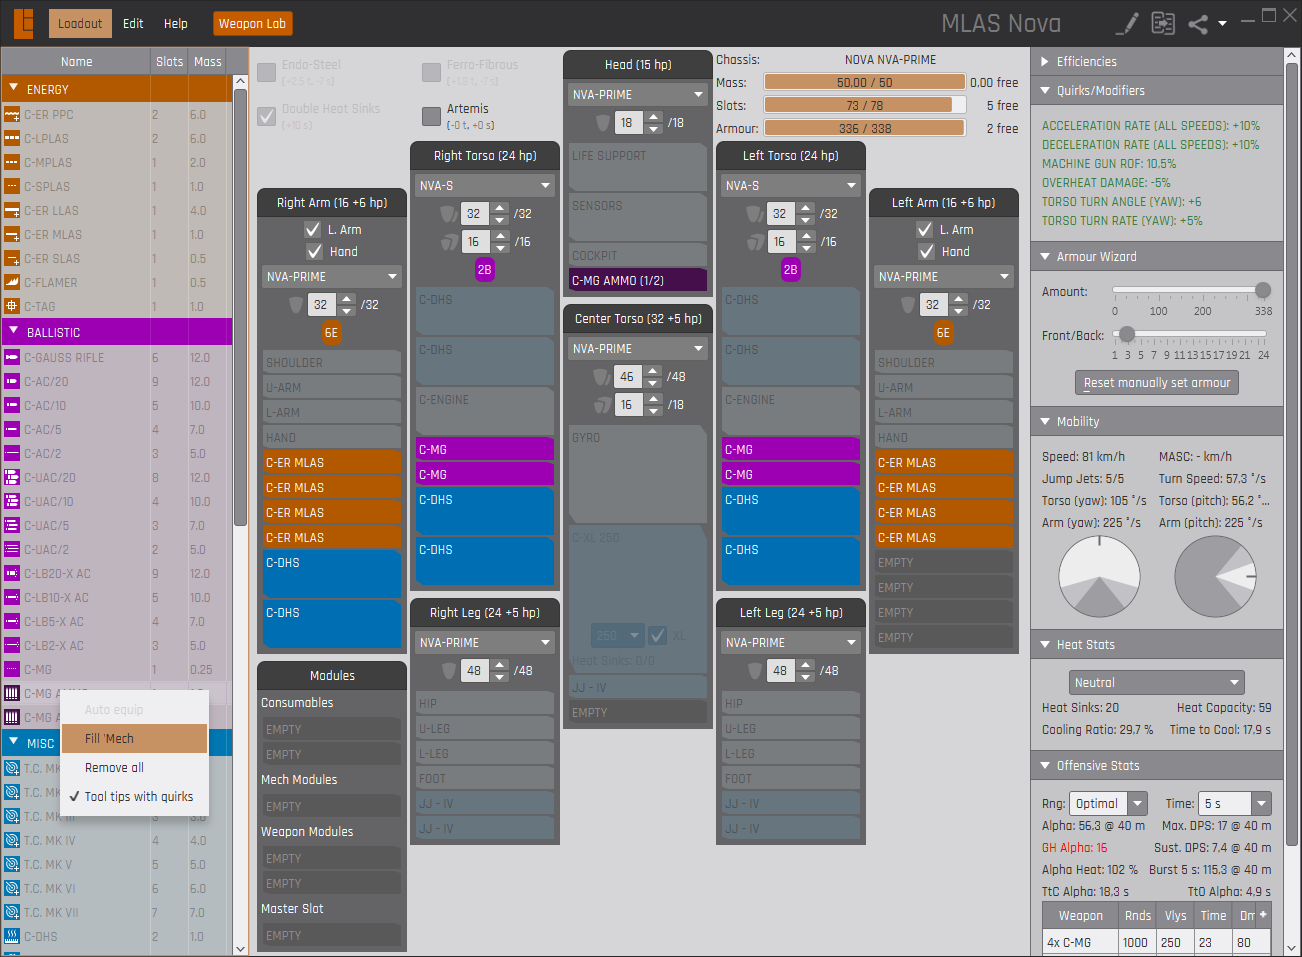 Loadout Edit Help Weapon Lab MLAS Nova
Name Slots Mass
ENERGY
C-ER PPC 2 6.0
C-LPLAS 2 6.0
C-MPLAS 1 2.0
C-SPLAS 1 1.0
C-ER LLAS 1 4.0
C-ER MLAS 1 1.0
C-ER SLAS 1 0.5
C-FLAMER 1 0.5
C-TAG 1 1.0
BALLISTIC
C-GAUSS RIFLE 6 12.0
C-AC/20 9 12.0
C-AC/10 5 10.0
C-AC/5 4 7.0
C-AC/2 3 5.0
C-UAC/20 8 12.0
C-UAC/10 4 10.0
C-UAC/5 3 7.0
C-UAC/2 2 5.0
C-LB20-X AC 9 12.0
C-LB10-X AC 5 10.0
C-LB5-X AC 4 7.0
C-LB2-X AC 3 5.0
C-MG 1 0.25
C-MG
C-MG A
MISC
T.C. MK
T.C. MK
T.C. MK III 3 3.0
T.C. MK IV 4 4.0
T.C. MK V 5 5.0
T.C. MK VI 6 6.0
T.C. MK VII 7 7.0
C-DHS 2 1.0
Auto equip
Fill 'Mech
Remove all
✓ Tool tips with quirks
Endo-Steel
(+2.5 t, -7 s)
Ferro-Fibrous
(+1.8 t, -7 s)
Double Heat Sinks
(+10 s)
Artemis
(-0 t, +0 s)
Right Arm (16 +6 hp)
L. Arm
Hand
NVA-PRIME
32 /32
6E
SHOULDER
U-ARM
L-ARM
HAND
C-ER MLAS
C-ER MLAS
C-ER MLAS
C-ER MLAS
C-DHS
C-DHS
Modules
Consumables
EMPTY
EMPTY
Mech Modules
EMPTY
Weapon Modules
EMPTY
EMPTY
Master Slot
EMPTY
Right Torso (24 hp)
NVA-S
32 /32
16 /16
2B
C-DHS
C-DHS
C-ENGINE
C-MG
C-MG
C-DHS
C-DHS
Right Leg (24 +5 hp)
NVA-PRIME
48 /48
HIP
U-LEG
L-LEG
FOOT
JJ - IV
JJ - IV
Head (15 hp)
NVA-PRIME
18 /18
LIFE SUPPORT
SENSORS
COCKPIT
C-MG AMMO (1/2)
Center Torso (32 +5 hp)
NVA-PRIME
46 /48
16 /18
GYRO
C-XL 250
250 XL
Heat Sinks: 0/0
JJ - IV
EMPTY
Chassis: NOVA NVA-PRIME
Mass: 50,00 / 50 0,00 free
Slots: 73 / 78 5 free
Armour: 336 / 338 2 free
Left Torso (24 hp)
NVA-S
32 /32
16 /16
2B
C-DHS
C-DHS
C-ENGINE
C-MG
C-MG
C-DHS
C-DHS
Left Leg (24 +5 hp)
NVA-PRIME
48 /48
HIP
U-LEG
L-LEG
FOOT
JJ - IV
JJ - IV
Left Arm (16 +6 hp)
L. Arm
Hand
NVA-PRIME
32 /32
6E
SHOULDER
U-ARM
L-ARM
HAND
C-ER MLAS
C-ER MLAS
C-ER MLAS
C-ER MLAS
EMPTY
EMPTY
EMPTY
EMPTY
Efficiencies
Quirks/Modifiers
ACCELERATION RATE (ALL SPEEDS): +10%
DECELERATION RATE (ALL SPEEDS): +10%
MACHINE GUN ROF: 10,5%
OVERHEAT DAMAGE: -5%
TORSO TURN ANGLE (YAW): +6
TORSO TURN RATE (YAW): +5%
Armour Wizard
Amount:
0 100 200 338
Front/Back:
1 3 5 7 9 11 13 15 17 19 21 24
Reset manually set armour
Mobility
Speed: 81 km/h MASC: - km/h
Jump Jets: 5/5 Turn Speed: 57,3 °/s
Torso (yaw): 105 °/s Torso (pitch): 56,2 °...
Arm (yaw): 225 °/s Arm (pitch): 225 °/s
Heat Stats
Neutral
Heat Sinks: 20 Heat Capacity: 59
Cooling Ratio: 29,7 % Time to Cool: 17,9 s
Offensive Stats
Rng: Optimal Time: 5 s
Alpha: 56,3 @ 40 m Max. DPS: 17 @ 40 m
GH Alpha: 16 Sust. DPS: 7,4 @ 40 m
Alpha Heat: 102 % Burst 5 s: 115,3 @ 40 m
TtC Alpha: 18,3 s TtO Alpha: 4,9 s
Weapon Rnds Vlys Time Dm +
4x C-MG 1000 250 23 80